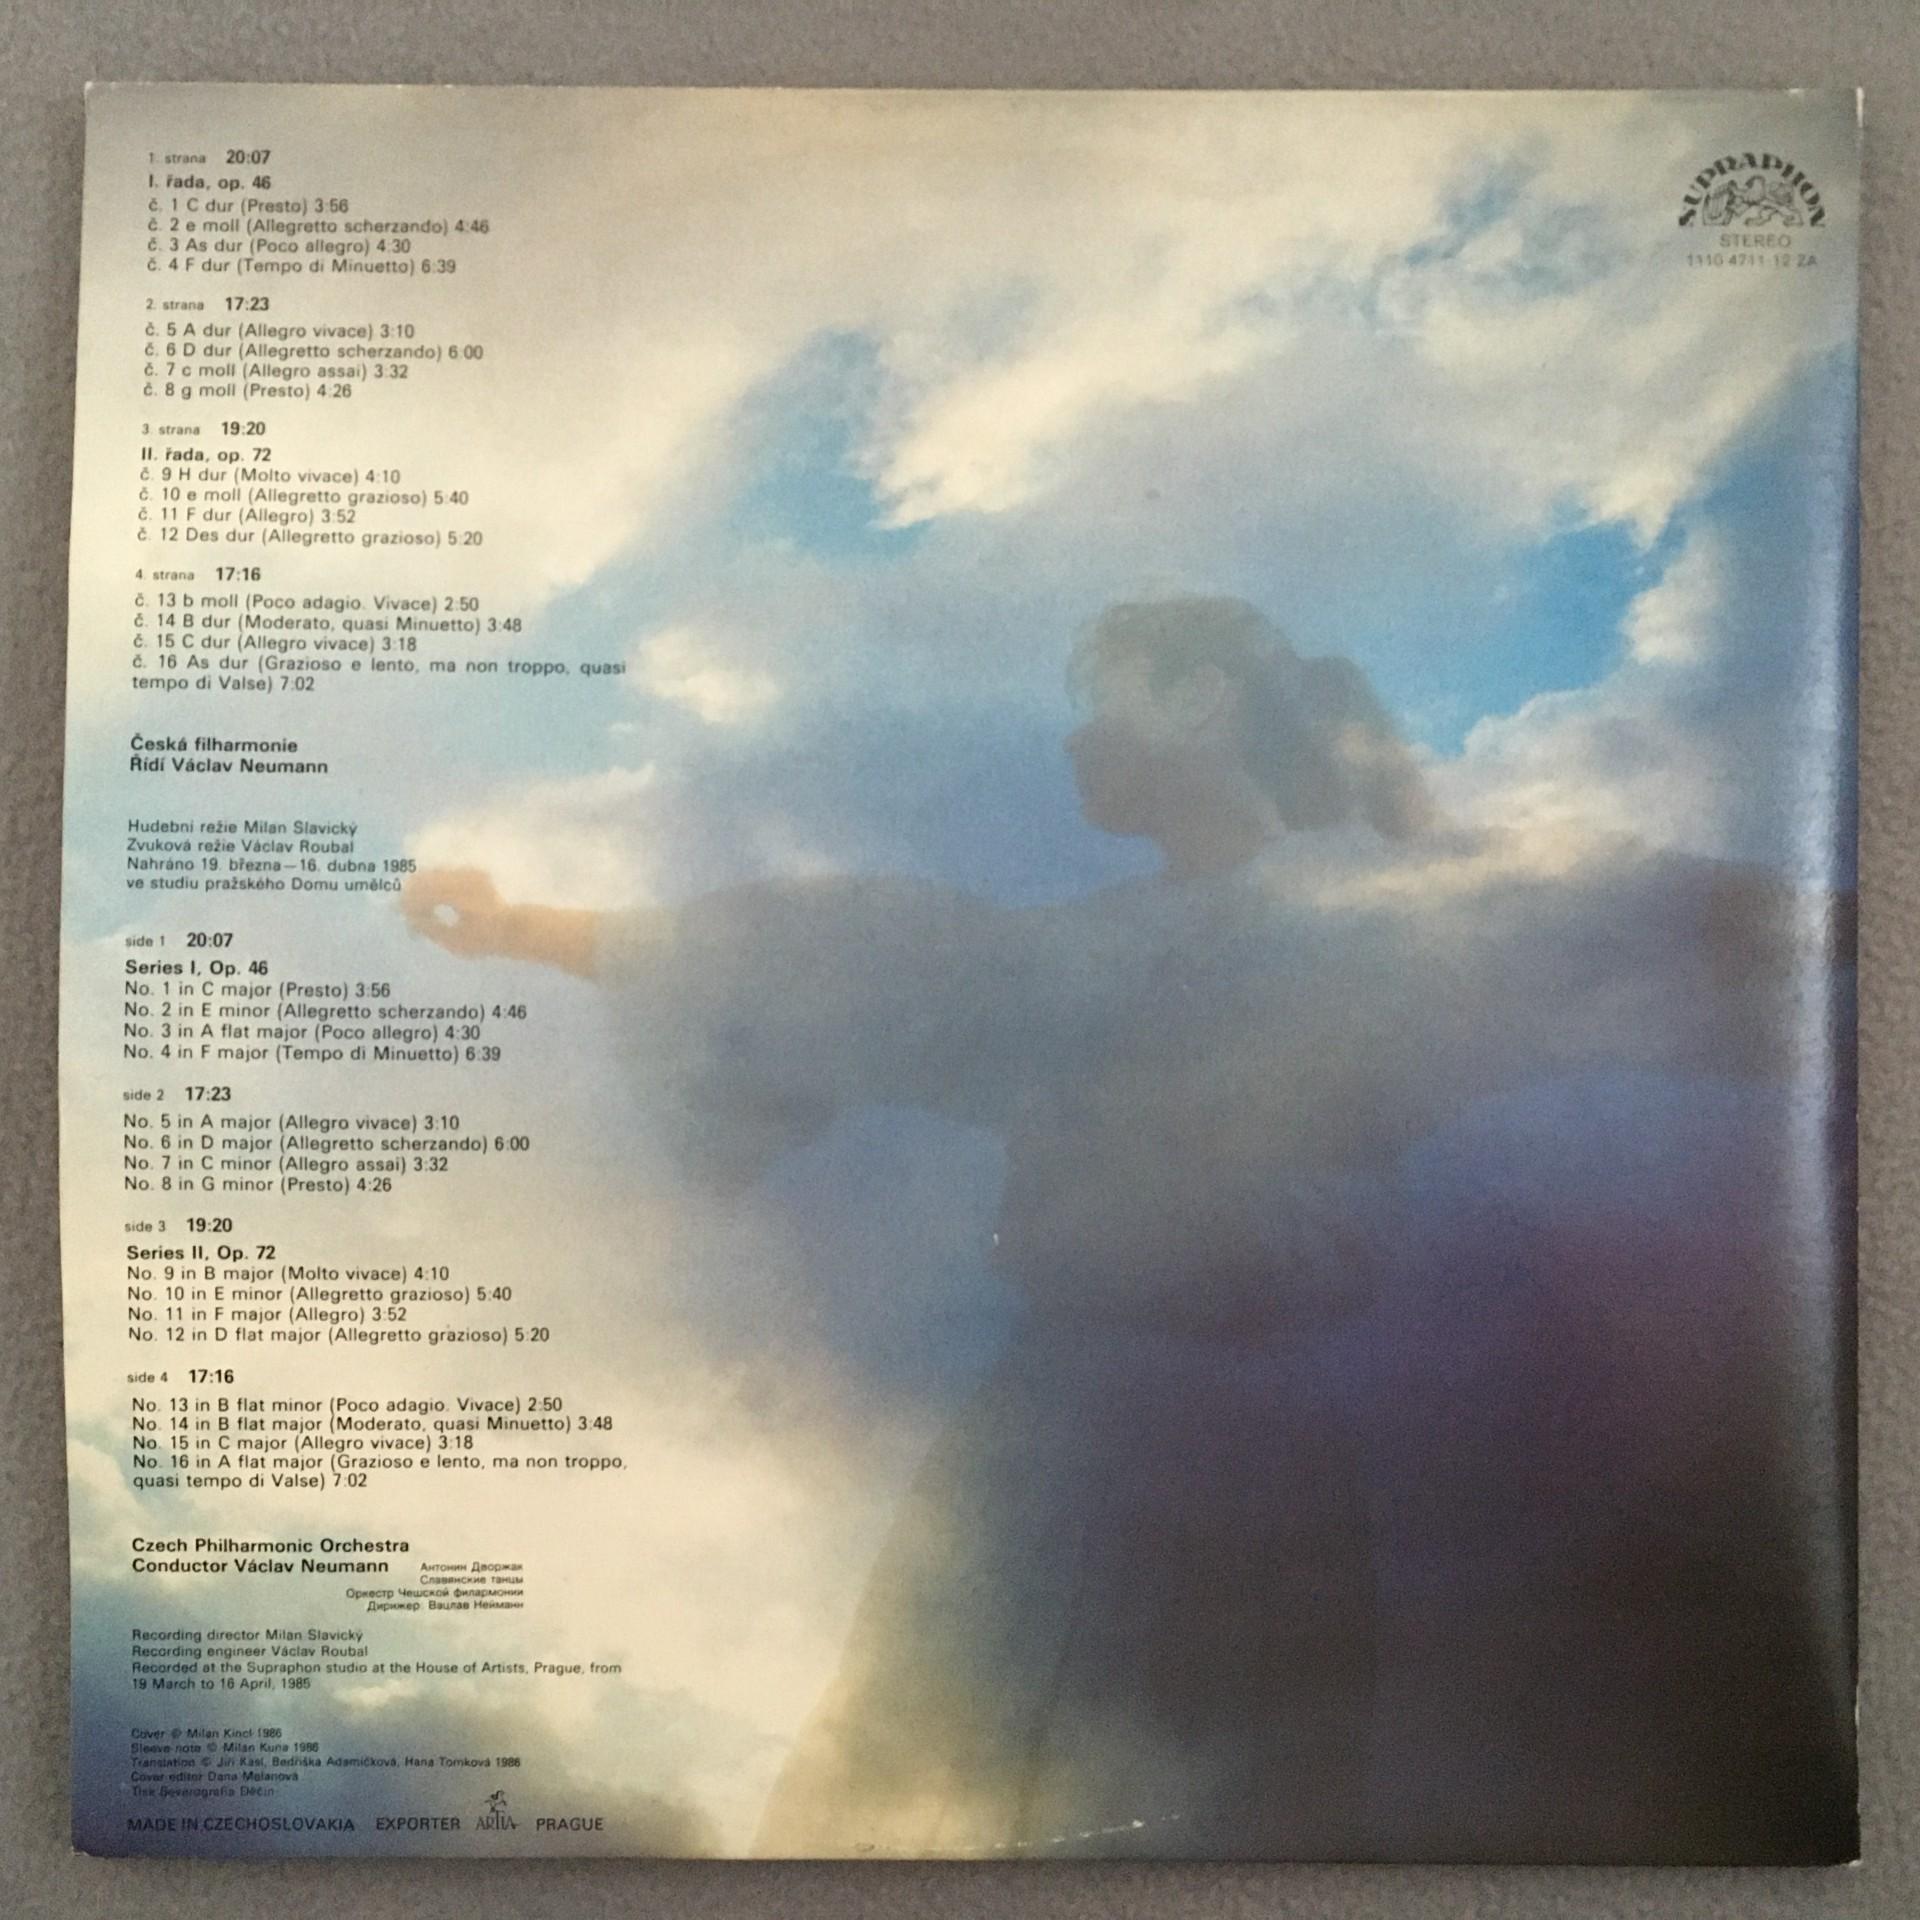 1. strana 20:07
I. řada, op. 46
č. 1 C dur (Presto) 3:56
č. 2 e moll (Allegretto scherzando) 4:46
č. 3 As dur (Poco allegro) 4:30
č. 4 F dur (Tempo di Minuetto) 6:39
2. strana 17:23
č. 5 A dur (Allegro vivace) 3:10
č. 6 D dur (Allegretto scherzando) 6:00
č. 7 c moll (Allegro assai) 3:32
č. 8 g moll (Presto) 4:26
3. strana 19:20
II. řada, op. 72
č. 9 H dur (Molto vivace) 4:10
č. 10 e moll (Allegretto grazioso) 5:40
č. 11 F dur (Allegro) 3:52
č. 12 Des dur (Allegretto grazioso) 5:20
4. strana 17:16
č. 13 b moll (Poco adagio. Vivace) 2:50
č. 14 B dur (Moderato, quasi Minuetto) 3:48
č. 15 C dur (Allegro vivace) 3:18
č. 16 As dur (Grazioso e lento, ma non troppo, quasi
tempo di Valse) 7:02
Česká filharmonie
Řídí Václav Neumann
Hudební režie Milan Slavický
Zvuková režie Václav Roubal
Nahráno 19. března—16. dubna 1985
ve studiu pražského Domu umělců
side 1 20:07
Series I, Op. 46
No. 1 in C major (Presto) 3:56
No. 2 in E minor (Allegretto scherzando) 4:46
No. 3 in A flat major (Poco allegro) 4:30
No. 4 in F major (Tempo di Minuetto) 6:39
side 2 17:23
No. 5 in A major (Allegro vivace) 3:10
No. 6 in D major (Allegretto scherzando) 6:00
No. 7 in C minor (Allegro assai) 3:32
No. 8 in G minor (Presto) 4:26
side 3 19:20
Series II, Op. 72
No. 9 in B major (Molto vivace) 4:10
No. 10 in E minor (Allegretto grazioso) 5:40
No. 11 in F major (Allegro) 3:52
No. 12 in D flat major (Allegretto grazioso) 5:20
side 4 17:16
No. 13 in B flat minor (Poco adagio. Vivace) 2:50
No. 14 in B flat major (Moderato, quasi Minuetto) 3:48
No. 15 in C major (Allegro vivace) 3:18
No. 16 in A flat major (Grazioso e lento, ma non troppo,
quasi tempo di Valse) 7:02
Czech Philharmonic Orchestra
Conductor Václav Neumann
Антонин Дворжак
Славянские танцы
Оркестр Чешской филармонии
Дирижер: Вацлав Нейманн
Recording director Milan Slavický
Recording engineer Václav Roubal
Recorded at the Supraphon studio at the House of Artists, Prague, from
19 March to 16 April, 1985
Cover © Milan Kincl 1986
Sleeve-note © Milan Kuna 1986
Translation © Jiří Kasl, Bedřiška Adamíčková, Hana Tomková 1986
Cover editor Dana Malanová
Tisk Severografia Děčín
MADE IN CZECHOSLOVAKIA EXPORTER ARTIA PRAGUE
SUPRAPHON
STEREO
1110 4711-12 ZA